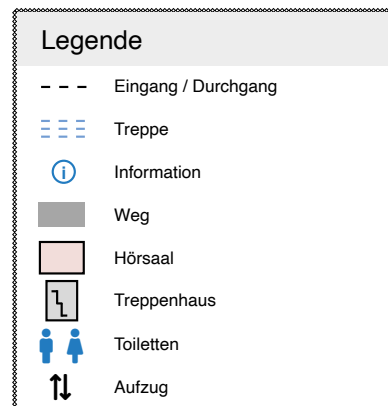 Legende
Eingang / Durchgang
Treppe
i Information
Weg
Hörsaal
Treppenhaus
Toiletten
Aufzug